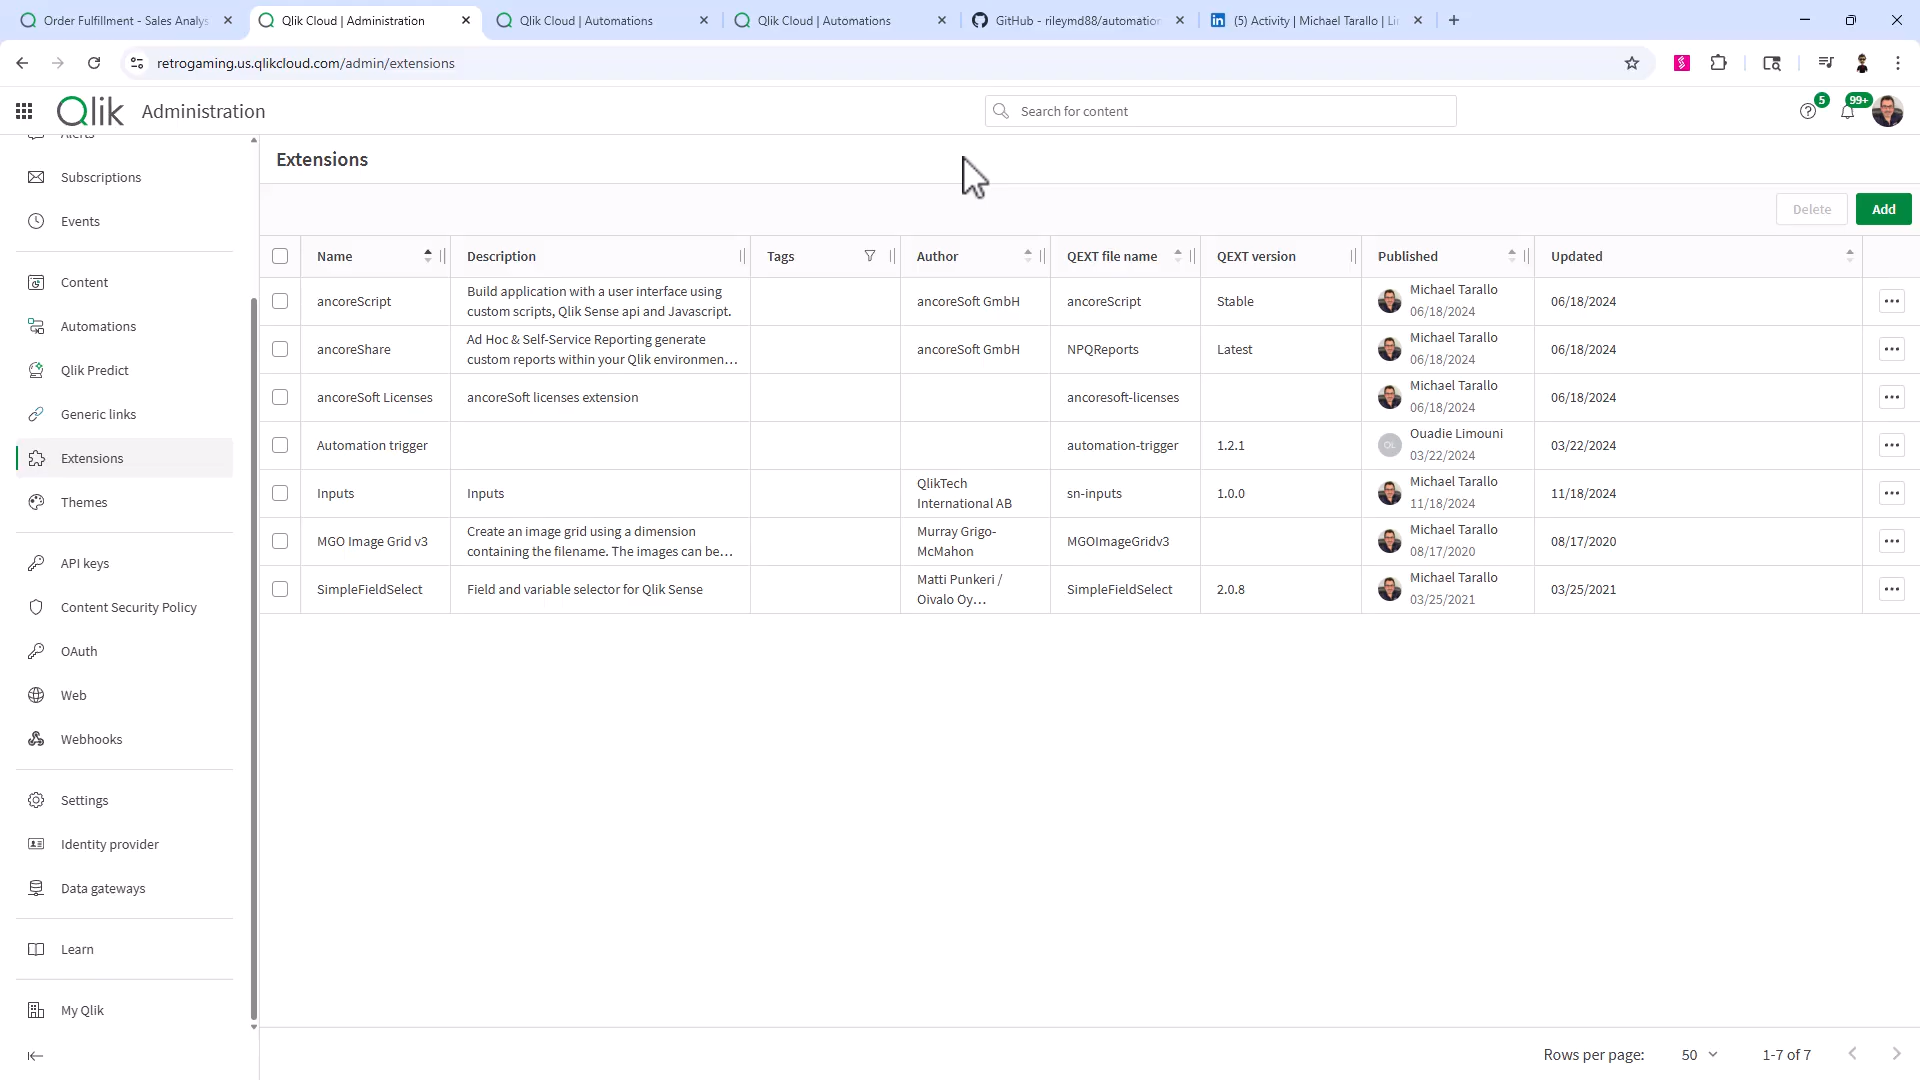 Order Fulfillment - Sales Analys
Qlik Cloud | Administration
Qlik Cloud | Automations
Qlik Cloud | Automations
GitHub - rileymd88/automation
(5) Activity | Michael Tarallo | Li
retrogaming.us.qlikcloud.com/admin/extensions
Qlik
Administration
Search for content
5
99+
Alerts
Subscriptions
Events
Content
Automations
Qlik Predict
Generic links
Extensions
Themes
API keys
Content Security Policy
OAuth
Web
Webhooks
Settings
Identity provider
Data gateways
Learn
My Qlik
Extensions
Delete
Add
Name Description Tags Author QEXT file name QEXT version Published Updated
ancoreScript
Build application with a user interface using
custom scripts, Qlik Sense api and Javascript.
ancoreSoft GmbH
ancoreScript
Stable
Michael Tarallo
06/18/2024
06/18/2024
ancoreShare
Ad Hoc & Self-Service Reporting generate
custom reports within your Qlik environmen...
ancoreSoft GmbH
NPQReports
Latest
Michael Tarallo
06/18/2024
06/18/2024
ancoreSoft Licenses
ancoreSoft licenses extension
ancoresoft-licenses
Michael Tarallo
06/18/2024
06/18/2024
Automation trigger
automation-trigger
1.2.1
OL
Ouadie Limouni
03/22/2024
03/22/2024
Inputs
Inputs
QlikTech
International AB
sn-inputs
1.0.0
Michael Tarallo
11/18/2024
11/18/2024
MGO Image Grid v3
Create an image grid using a dimension
containing the filename. The images can be...
Murray Grigo-
McMahon
MGOImageGridv3
Michael Tarallo
08/17/2020
08/17/2020
SimpleFieldSelect
Field and variable selector for Qlik Sense
Matti Punkeri /
Oivalo Oy...
SimpleFieldSelect
2.0.8
Michael Tarallo
03/25/2021
03/25/2021
Rows per page: 50 1-7 of 7